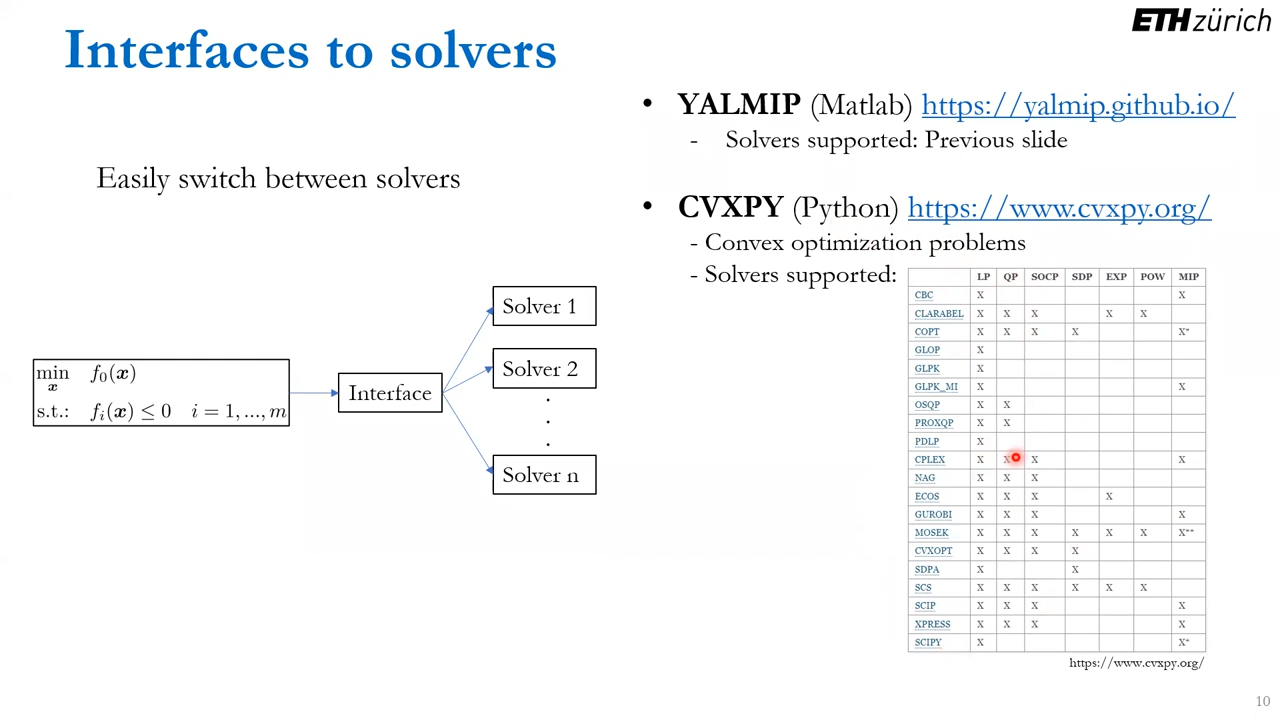 ETH zürich
Interfaces to solvers
Easily switch between solvers
min f₀(x)
x
s.t.: fᵢ(x) ≤ 0 i = 1, ..., m
Interface
Solver 1
Solver 2
.
.
.
Solver n
• YALMIP (Matlab) https://yalmip.github.io/
- Solvers supported: Previous slide
• CVXPY (Python) https://www.cvxpy.org/
- Convex optimization problems
- Solvers supported:
LP QP SOCP SDP EXP POW MIP
CBC X X
CLARABEL X X X X X
COPT X X X X X*
GLOP X
GLPK X
GLPK_MI X X
OSQP X X
PROXQP X X
PDLP X
CPLEX X X X X
NAG X X X
ECOS X X X X
GUROBI X X X X
MOSEK X X X X X X X**
CVXOPT X X X X
SDPA X X
SCS X X X X X X
SCIP X X X X
XPRESS X X X X
SCIPY X X*
https://www.cvxpy.org/
10